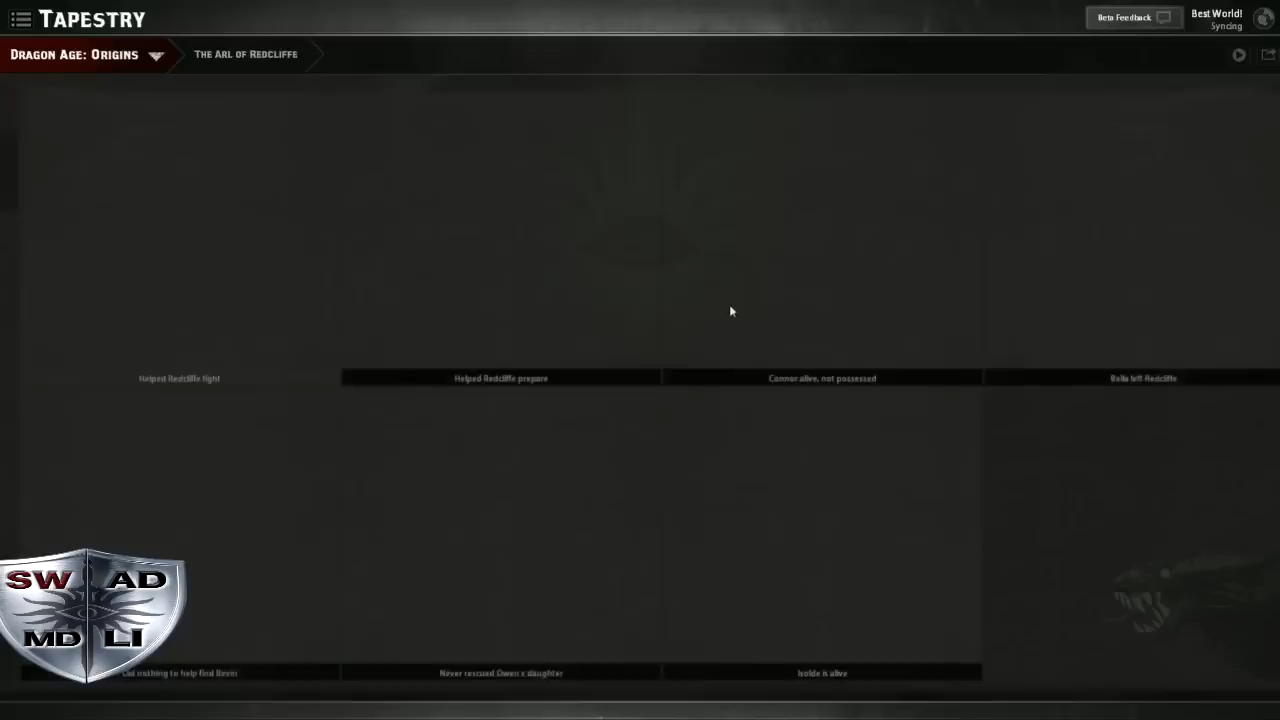 TAPESTRY
Beta Feedback
Best World!
Syncing
DRAGON AGE: ORIGINS
THE ARL OF REDCLIFFE
Helped Redcliffe fight
Helped Redcliffe prepare
Connor alive, not possessed
Bella left Redcliffe
Did nothing to help find Bevin
Never rescued Owen's daughter
Isolde is alive
SW AD
MD LI